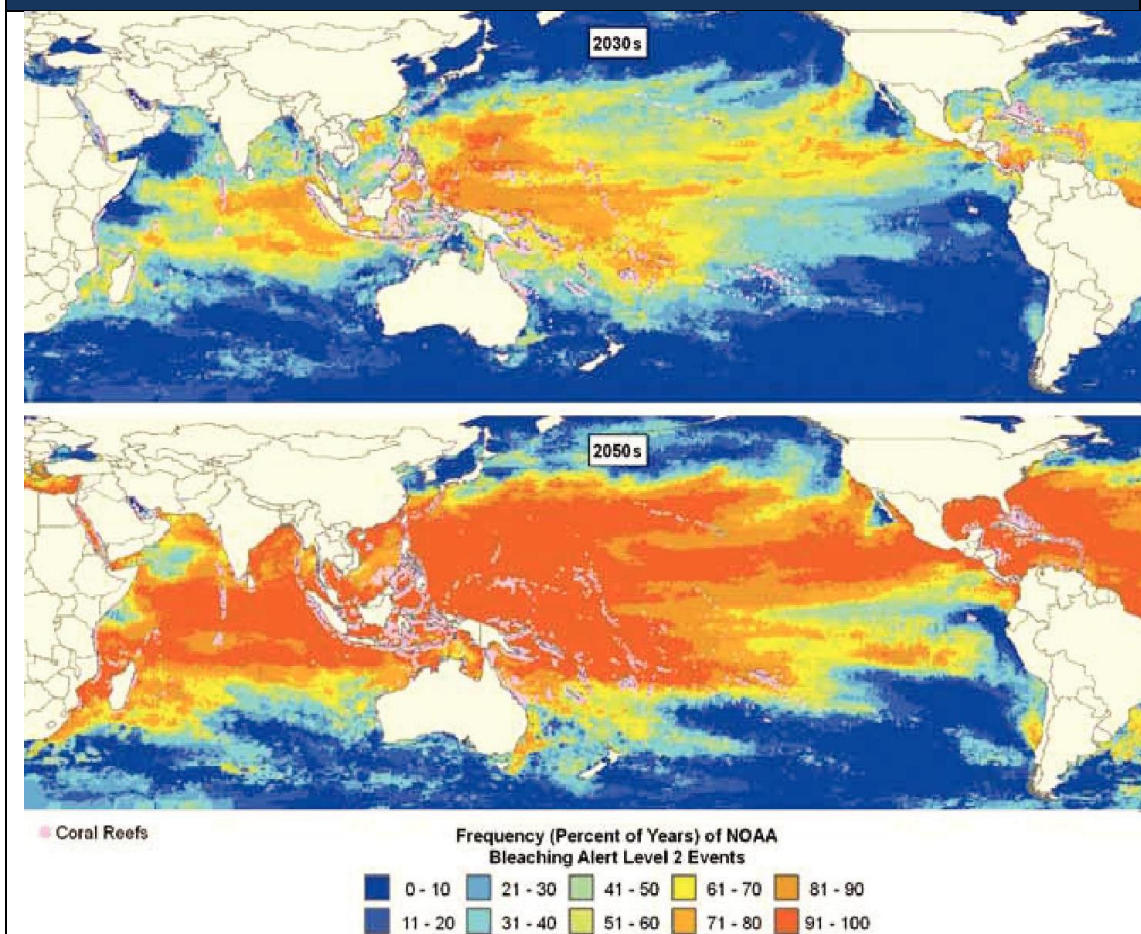 2030s
2050s
Coral Reefs
Frequency (Percent of Years) of NOAA
Bleaching Alert Level 2 Events
0 - 10 21 - 30 41 - 50 61 - 70 81 - 90
11 - 20 31 - 40 51 - 60 71 - 80 91 - 100